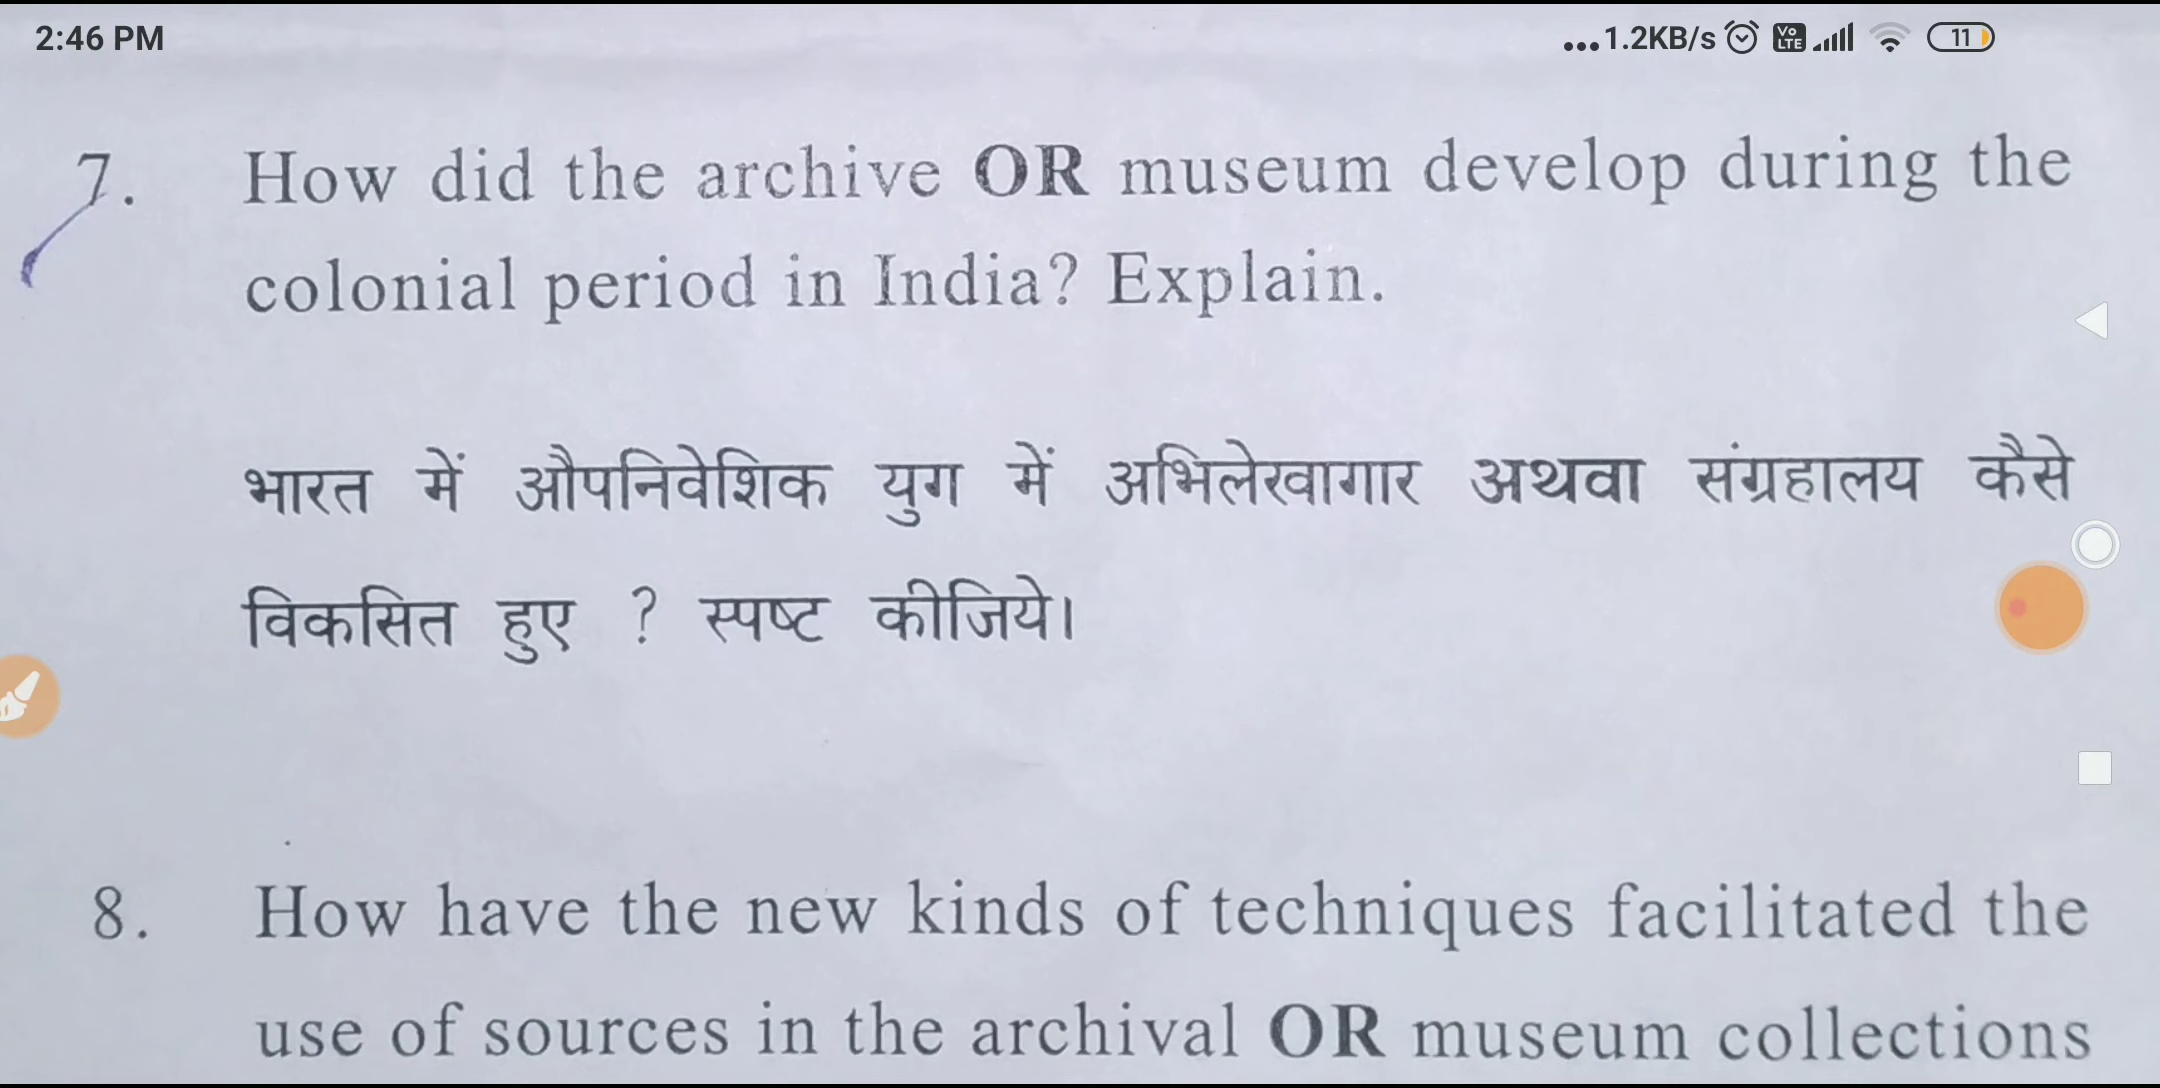 2:46 PM ...1.2KB/s Vo LTE 11
7. How did the archive OR museum develop during the
colonial period in India? Explain.
भारत में औपनिवेशिक युग में अभिलेखागार अथवा संग्रहालय कैसे
विकसित हुए ? स्पष्ट कीजिये।
8. How have the new kinds of techniques facilitated the
use of sources in the archival OR museum collections